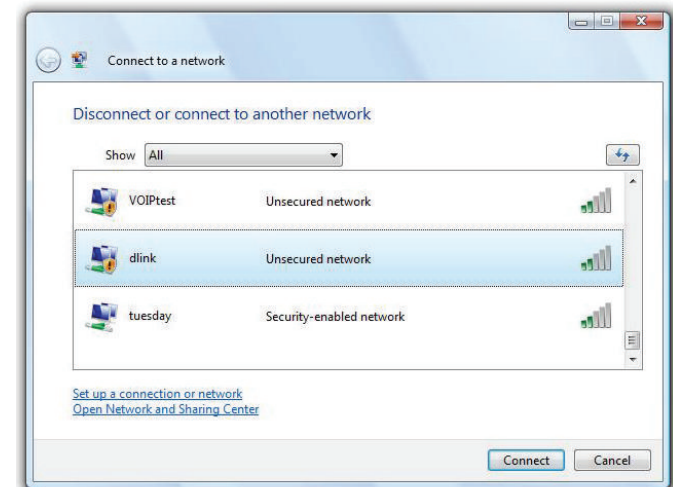 Connect to a network
Disconnect or connect to another network
Show All
VOIPtest Unsecured network
dlink Unsecured network
tuesday Security-enabled network
Set up a connection or network
Open Network and Sharing Center
Connect Cancel